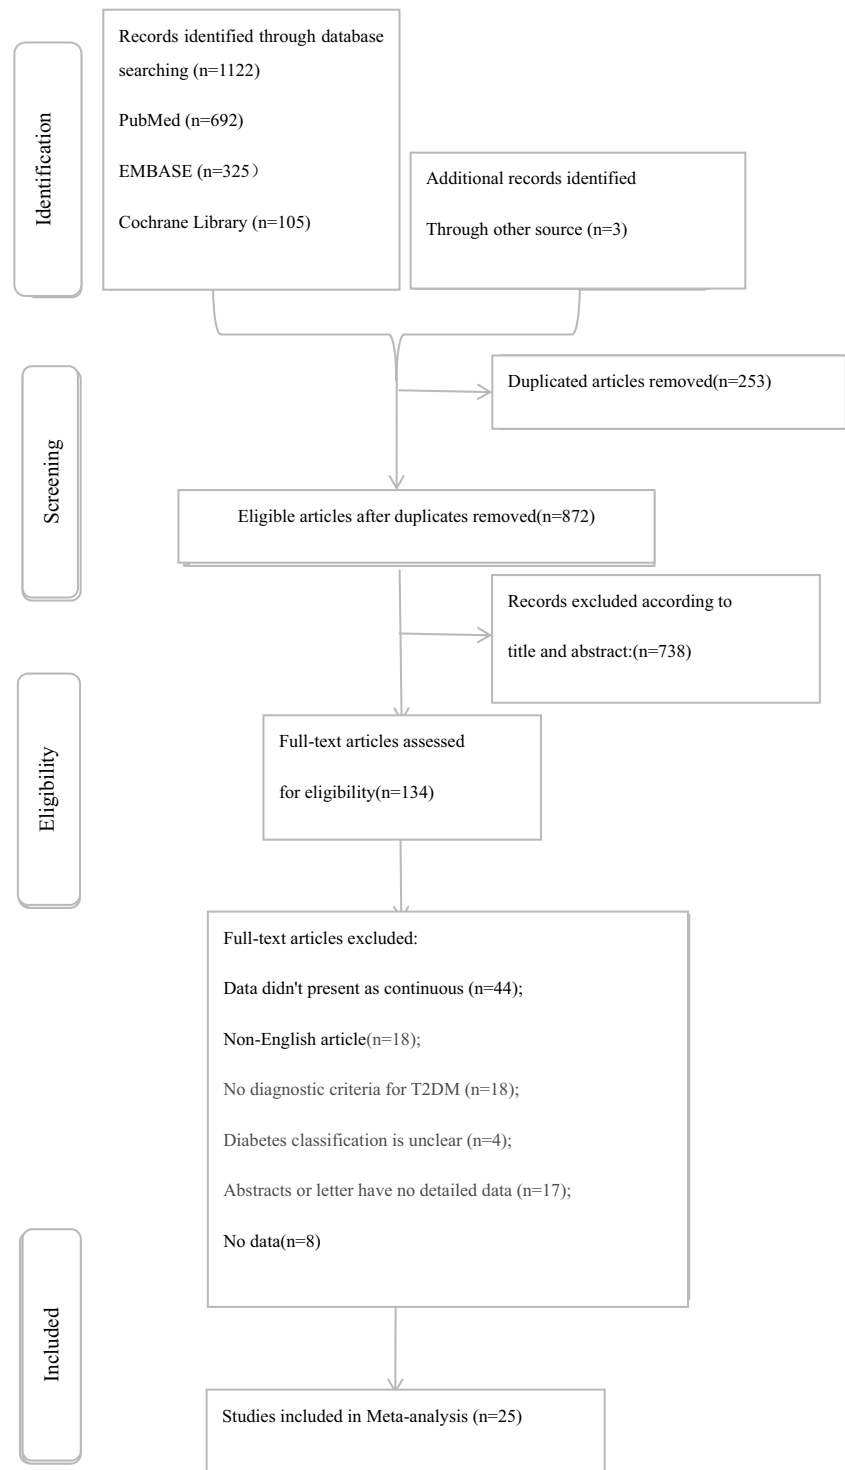 Identification
Records identified through database
searching (n=1122)
PubMed (n=692)
EMBASE (n=325）
Cochrane Library (n=105)
Additional records identified
Through other source (n=3)
Screening
Duplicated articles removed(n=253)
Eligible articles after duplicates removed(n=872)
Records excluded according to
title and abstract:(n=738)
Eligibility
Full-text articles assessed
for eligibility(n=134)
Full-text articles excluded:
Data didn't present as continuous (n=44);
Non-English article(n=18);
No diagnostic criteria for T2DM (n=18);
Diabetes classification is unclear (n=4);
Abstracts or letter have no detailed data (n=17);
No data(n=8)
Included
Studies included in Meta-analysis (n=25)